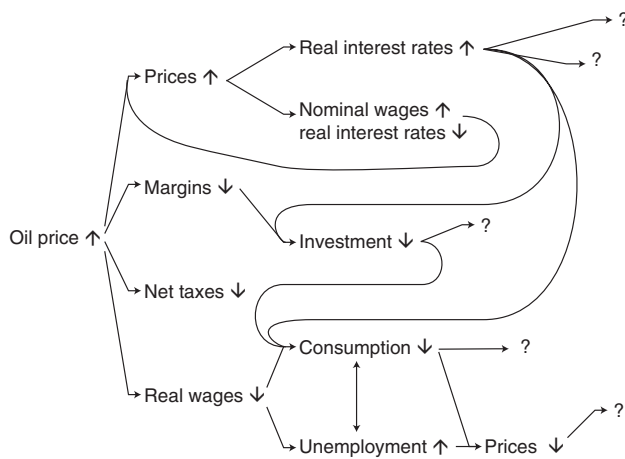 ?
Real interest rates ↑
?
Prices ↑
Nominal wages ↑
real interest rates ↓
Margins ↓
?
Oil price ↑
Investment ↓
Net taxes ↓
Consumption ↓
?
Real wages ↓
?
Unemployment ↑
Prices ↓